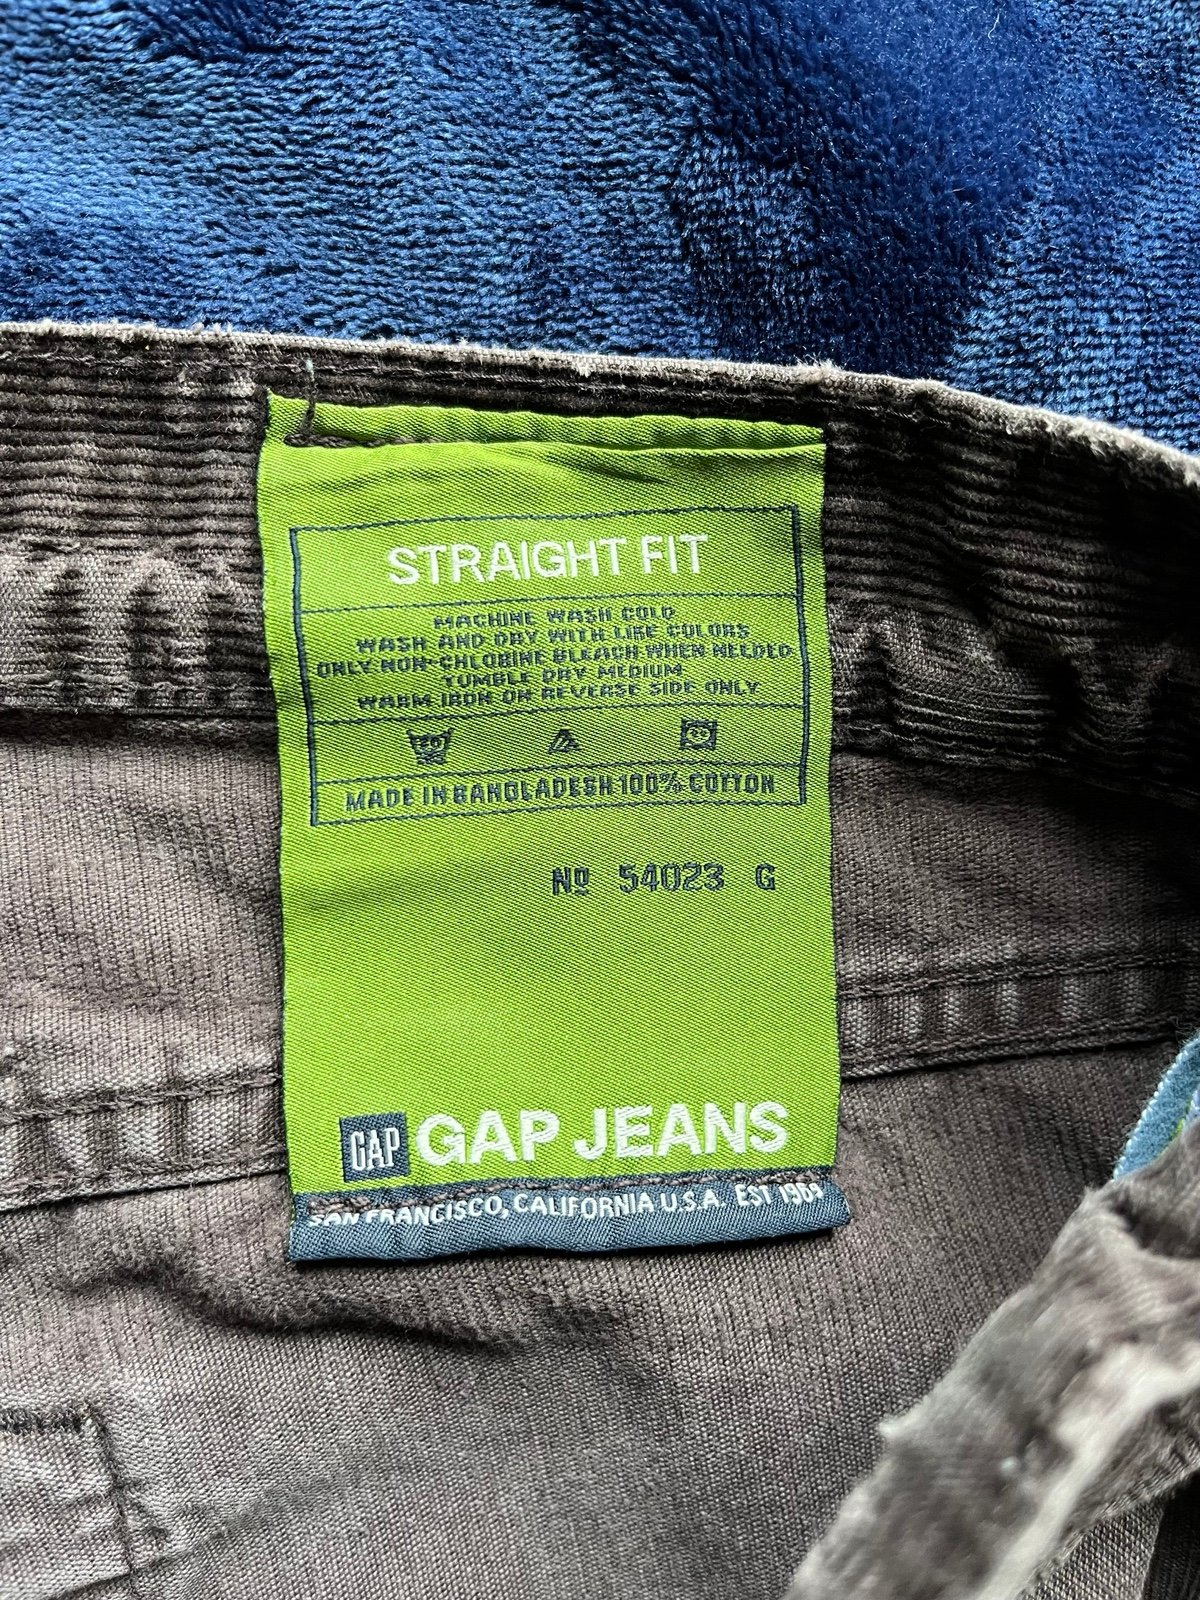 STRAIGHT FIT
MACHINE WASH COLD
WASH AND DRY WITH LIKE COLORS
ONLY NON-CHLORINE BLEACH WHEN NEEDED
TUMBLE DRY MEDIUM
WARM IRON ON REVERSE SIDE ONLY
MADE IN BANGLADESH 100% COTTON
Nº 54023 G
GAP GAP JEANS
SAN FRANCISCO, CALIFORNIA U.S.A. EST 1969